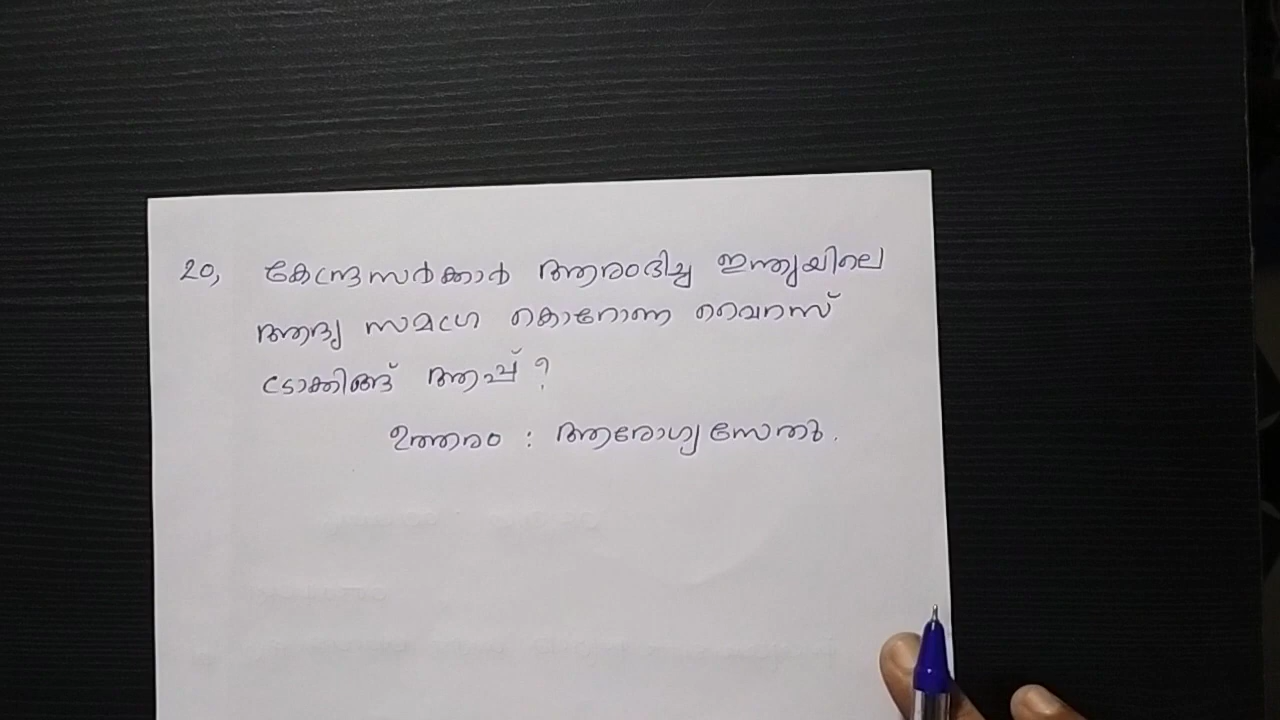 20, കേന്ദ്രസർക്കാർ ആരംഭിച്ച ഇന്ത്യയിലെ
ആദ്യ സമഗ്ര കൊറോണ വൈറസ്
ട്രാക്കിങ്ങ് ആപ്പ് ?
ഉത്തരം : ആരോഗ്യസേതു.